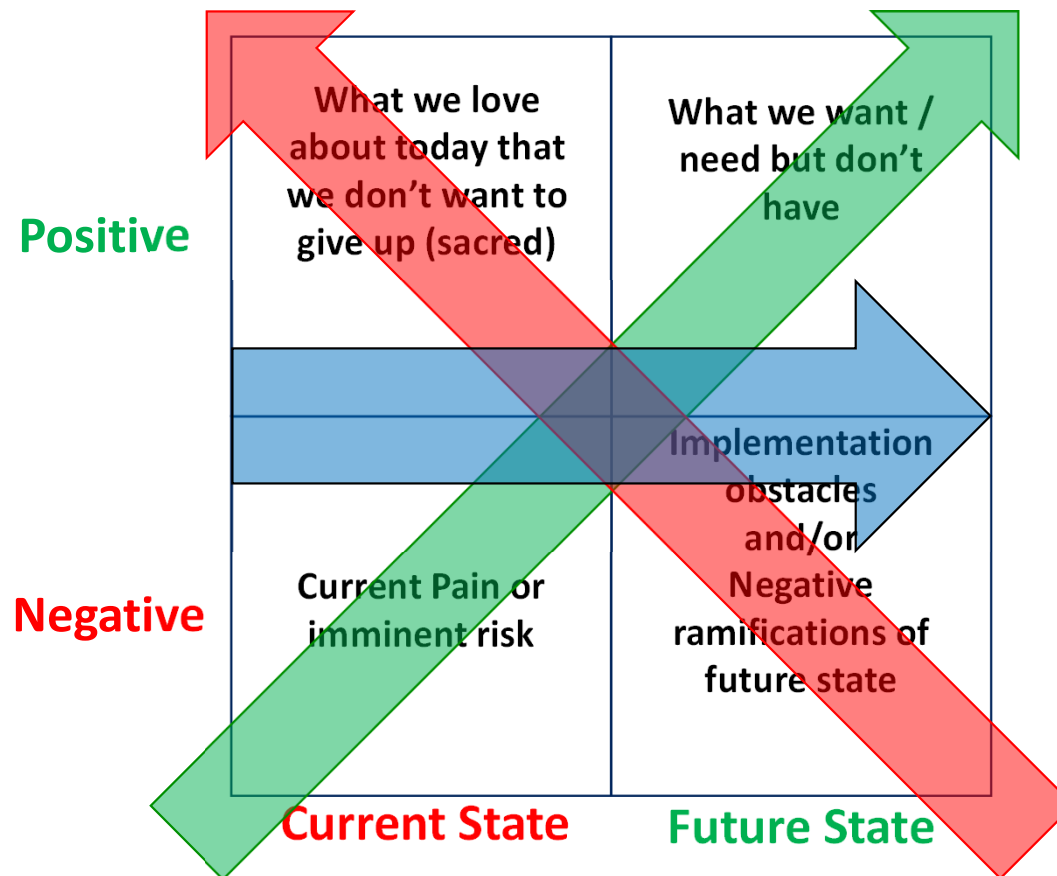 What we love
about today that
we don’t want to
give up (sacred)
What we want /
need but don’t
have
Positive
Implementation
obstacles
and/or
Negative
ramifications of
future state
Current Pain or
imminent risk
Negative
Current State
Future State